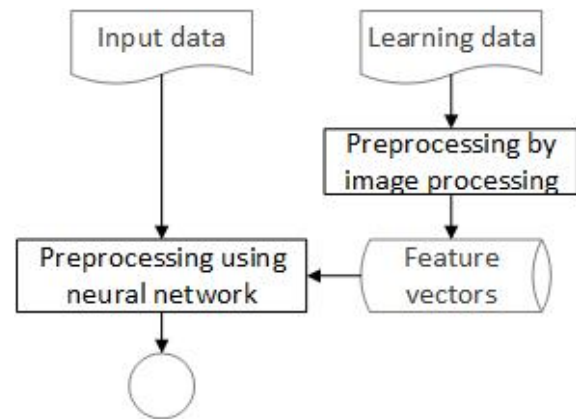 Input data
Learning data
Preprocessing by
image processing
Preprocessing using
neural network
Feature
vectors